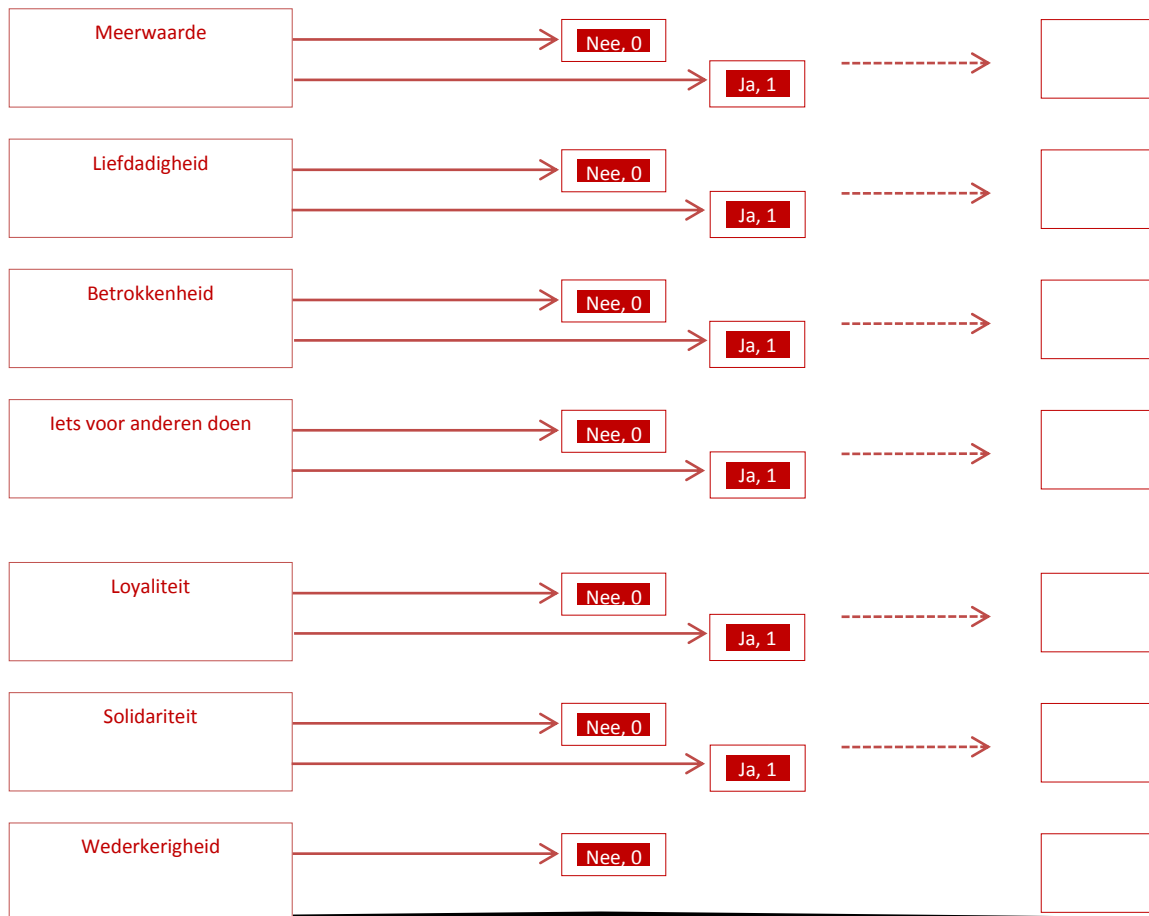 Meerwaarde
Nee, 0
Ja, 1
Liefdadigheid
Nee, 0
Ja, 1
Betrokkenheid
Nee, 0
Ja, 1
Iets voor anderen doen
Nee, 0
Ja, 1
Loyaliteit
Nee, 0
Ja, 1
Solidariteit
Nee, 0
Ja, 1
Wederkerigheid
Nee, 0